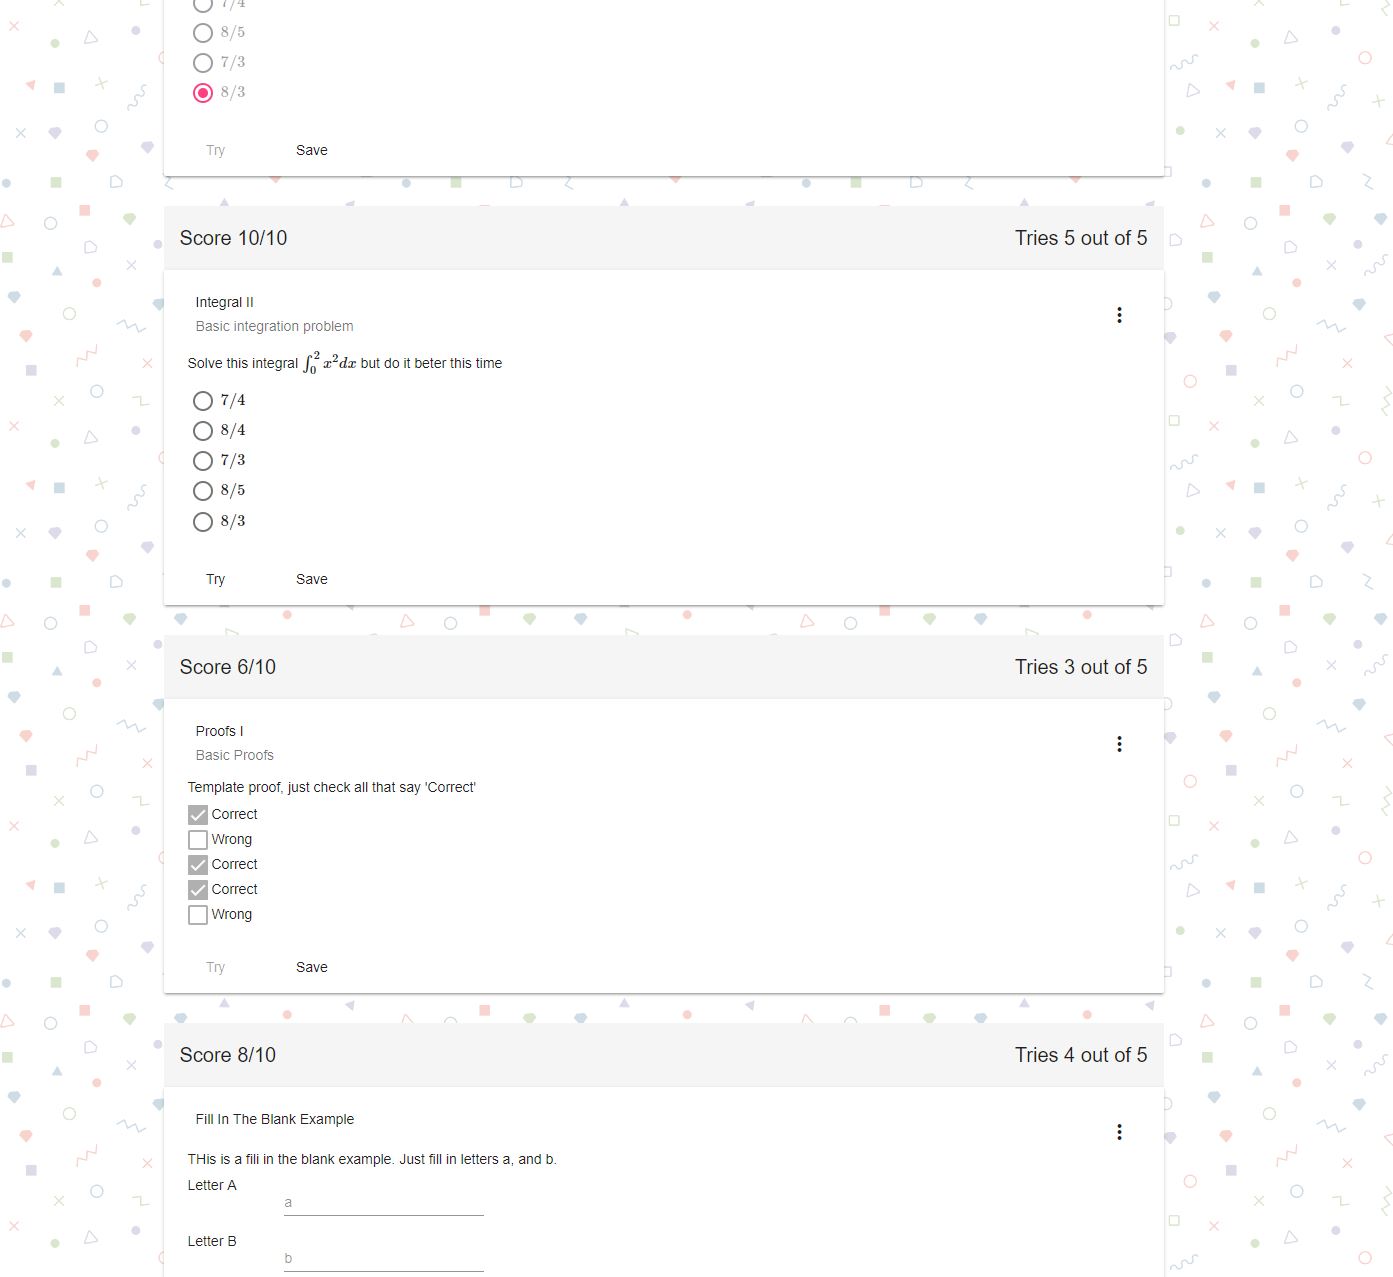 7/4
8/5
7/3
8/3
Try Save
Score 10/10 Tries 5 out of 5
Integral II
Basic integration problem
Solve this integral ∫₀² x²dx but do it beter this time
7/4
8/4
7/3
8/5
8/3
Try Save
Score 6/10 Tries 3 out of 5
Proofs I
Basic Proofs
Template proof, just check all that say 'Correct'
Correct
Wrong
Correct
Correct
Wrong
Try Save
Score 8/10 Tries 4 out of 5
Fill In The Blank Example
THis is a fili in the blank example. Just fill in letters a, and b.
Letter A
a
Letter B
b